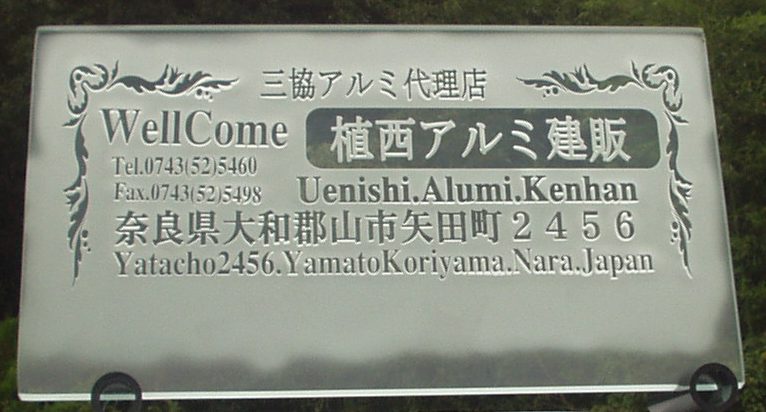 三協アルミ代理店
WellCome
植西アルミ建販
Tel.0743(52)5460
Fax.0743(52)5498
Uenishi.Alumi.Kenhan
奈良県大和郡山市矢田町２４５６
Yatacho2456.YamatoKoriyama.Nara.Japan